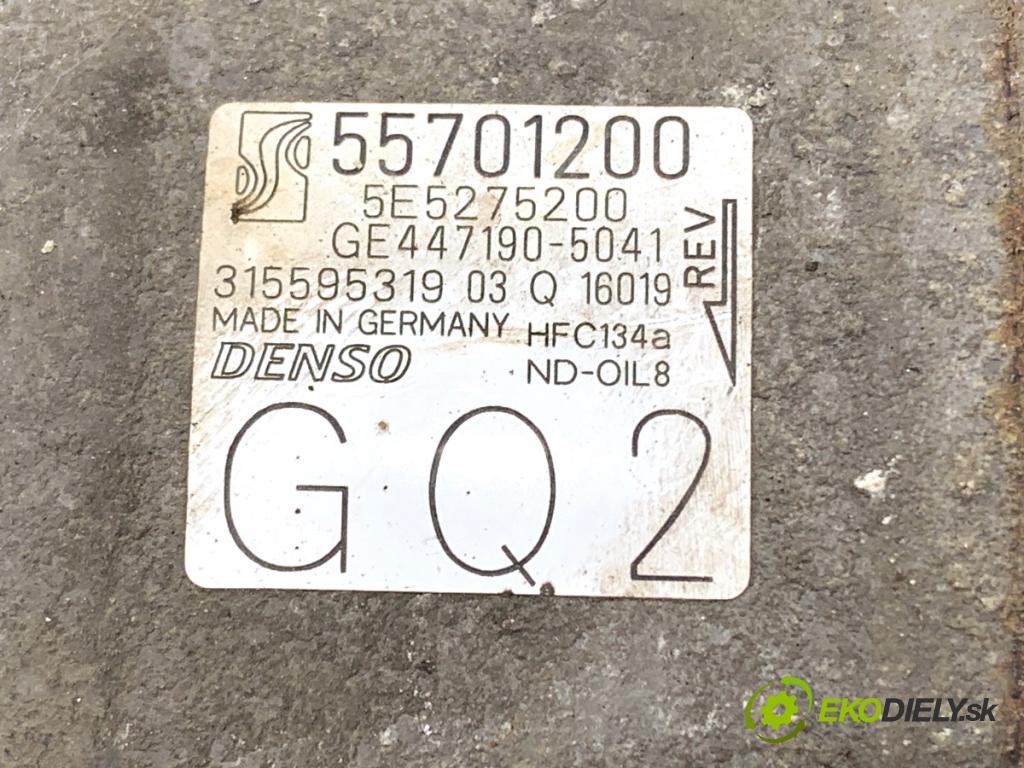 55701200
5E5275200
GE447190-5041
315595319 03 Q 16019
REV
MADE IN GERMANY HFC134a
DENSO ND-OIL8
GQ2
EKODIELY.sk